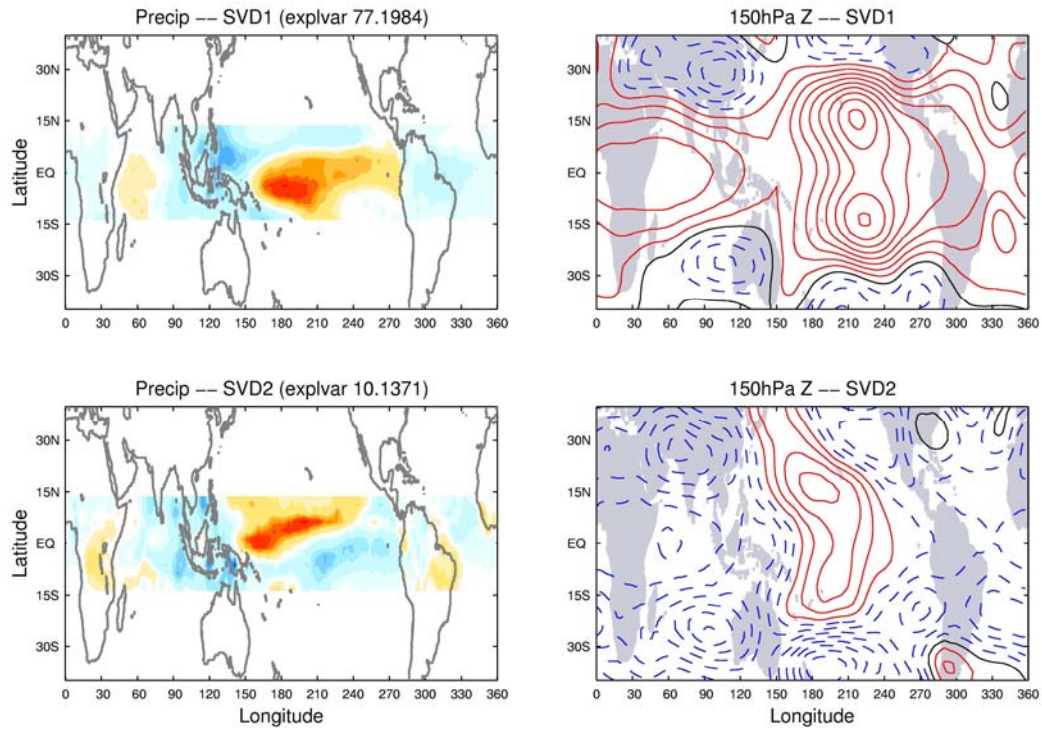 Precip −− SVD1 (explvar 77.1984)
150hPa Z −− SVD1
Latitude
30N
15N
EQ
15S
30S
0 30 60 90 120 150 180 210 240 270 300 330 360
30N
15N
EQ
15S
30S
0 30 60 90 120 150 180 210 240 270 300 330 360
Precip −− SVD2 (explvar 10.1371)
150hPa Z −− SVD2
Latitude
30N
15N
EQ
15S
30S
0 30 60 90 120 150 180 210 240 270 300 330 360
Longitude
30N
15N
EQ
15S
30S
0 30 60 90 120 150 180 210 240 270 300 330 360
Longitude